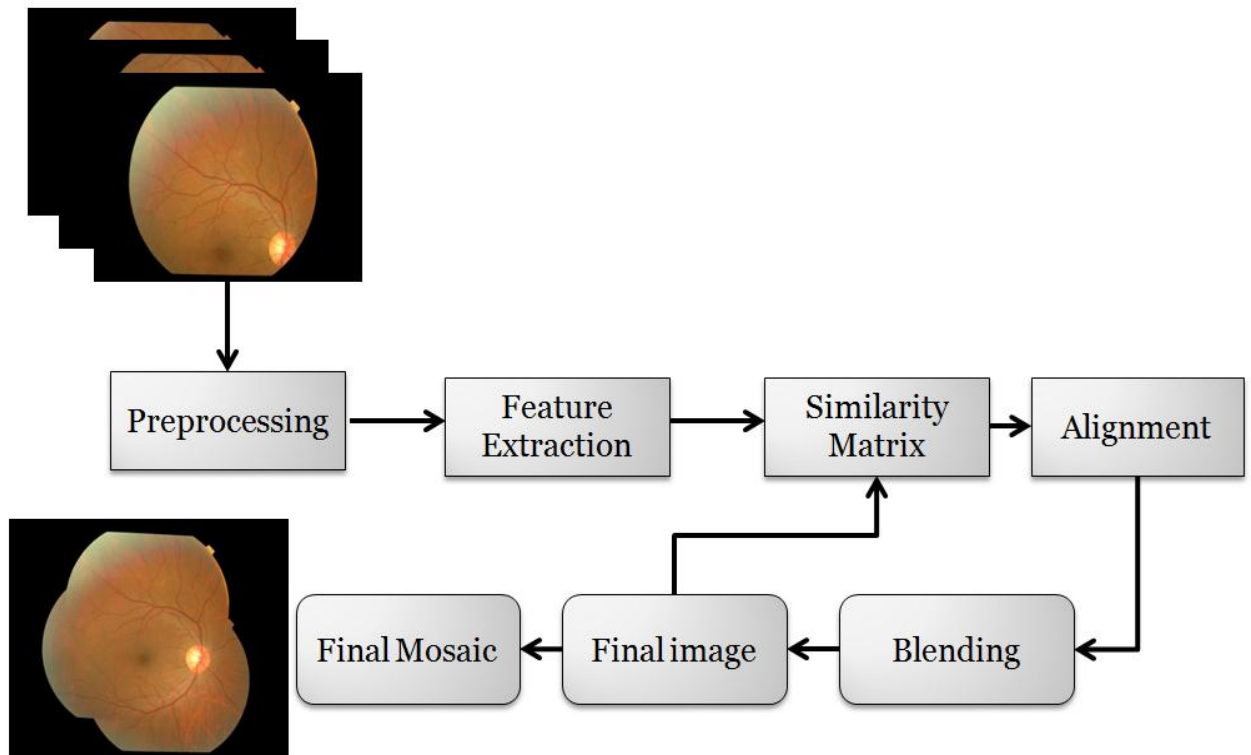 Preprocessing
Feature
Extraction
Similarity
Matrix
Alignment
Final Mosaic
Final image
Blending